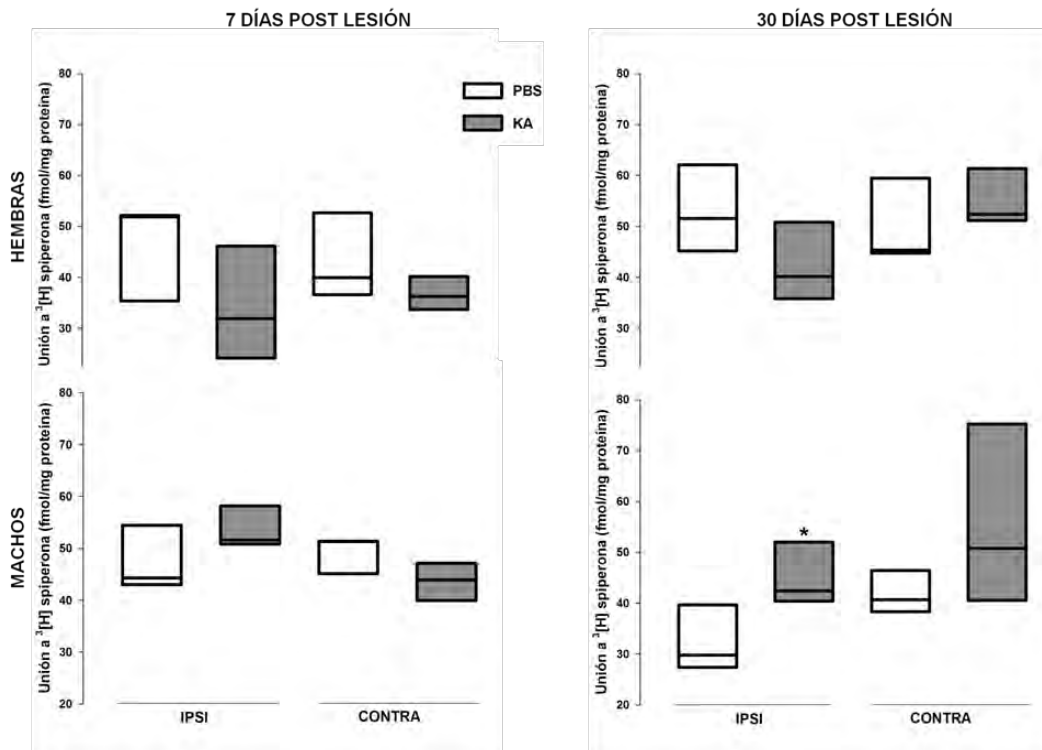 7 DÍAS POST LESIÓN
30 DÍAS POST LESIÓN
HEMBRAS
Unión a ³[H] spiperona (fmol/mg proteína)
80
70
60
50
40
30
PBS
KA
Unión a ³[H] spiperona (fmol/mg proteína)
80
70
60
50
40
30
MACHOS
Unión a ³[H] spiperona (fmol/mg proteína)
80
70
60
50
40
30
20
IPSI
CONTRA
Unión a ³[H] spiperona (fmol/mg proteína)
80
70
60
50
40
30
20
*
IPSI
CONTRA